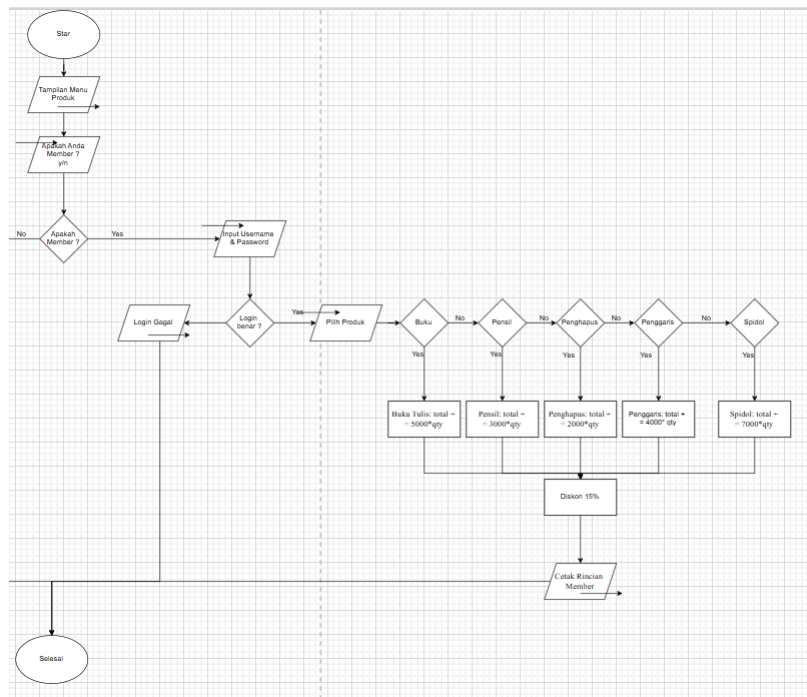 Star
Tampilan Menu
Produk
Apakah Anda
Member ?
y/n
No
Apakah
Member ?
Yes
Input Username
& Password
Login Gagal
Login
benar ?
Yes
Pilih Produk
Buku
No
Pensil
No
Penghapus
No
Penggaris
No
Spidol
Yes
Yes
Yes
Yes
Yes
Buku Tulis: total +
= 5000*qty
Pensil: total +
= 3000*qty
Penghapus: total +
= 2000*qty
Penggaris: total +
= 4000* qty
Spidol: total +
= 7000*qty
Diskon 15%
Cetak Rincian
Member
Selesai